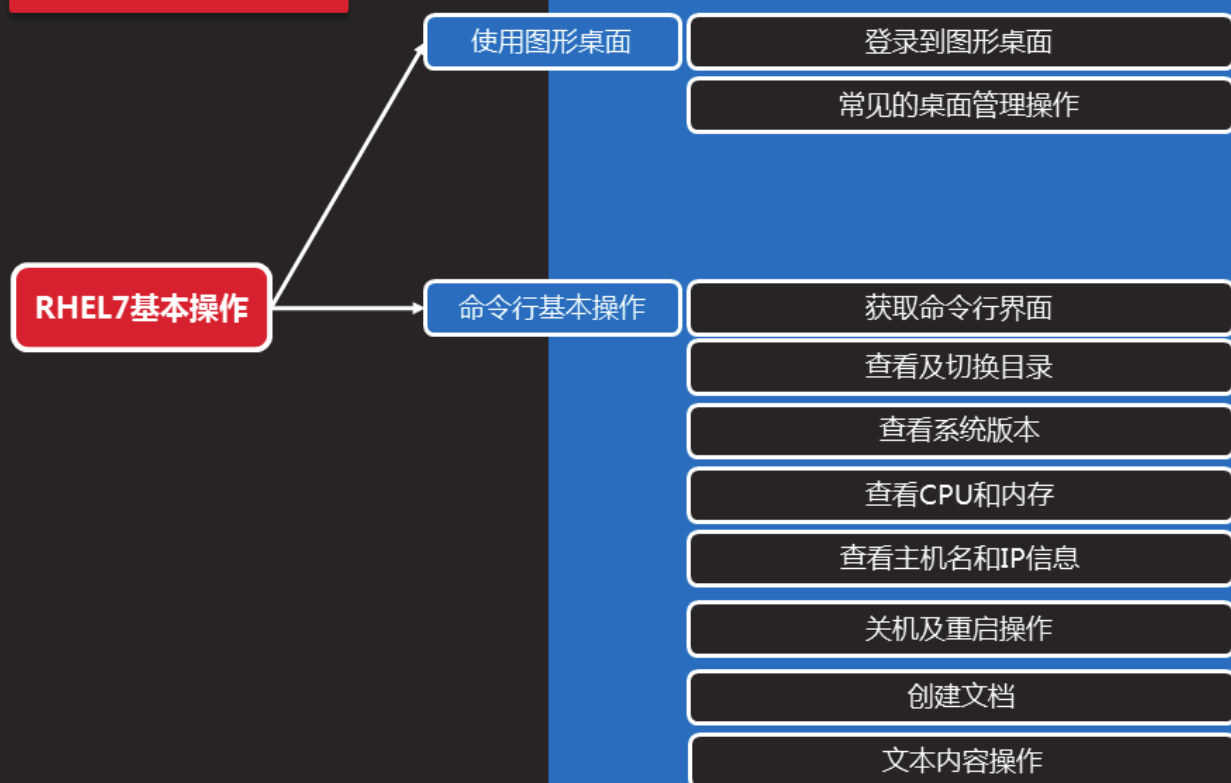 使用图形桌面
登录到图形桌面
常见的桌面管理操作
RHEL7基本操作
命令行基本操作
获取命令行界面
查看及切换目录
查看系统版本
查看CPU和内存
查看主机名和IP信息
关机及重启操作
创建文档
文本内容操作